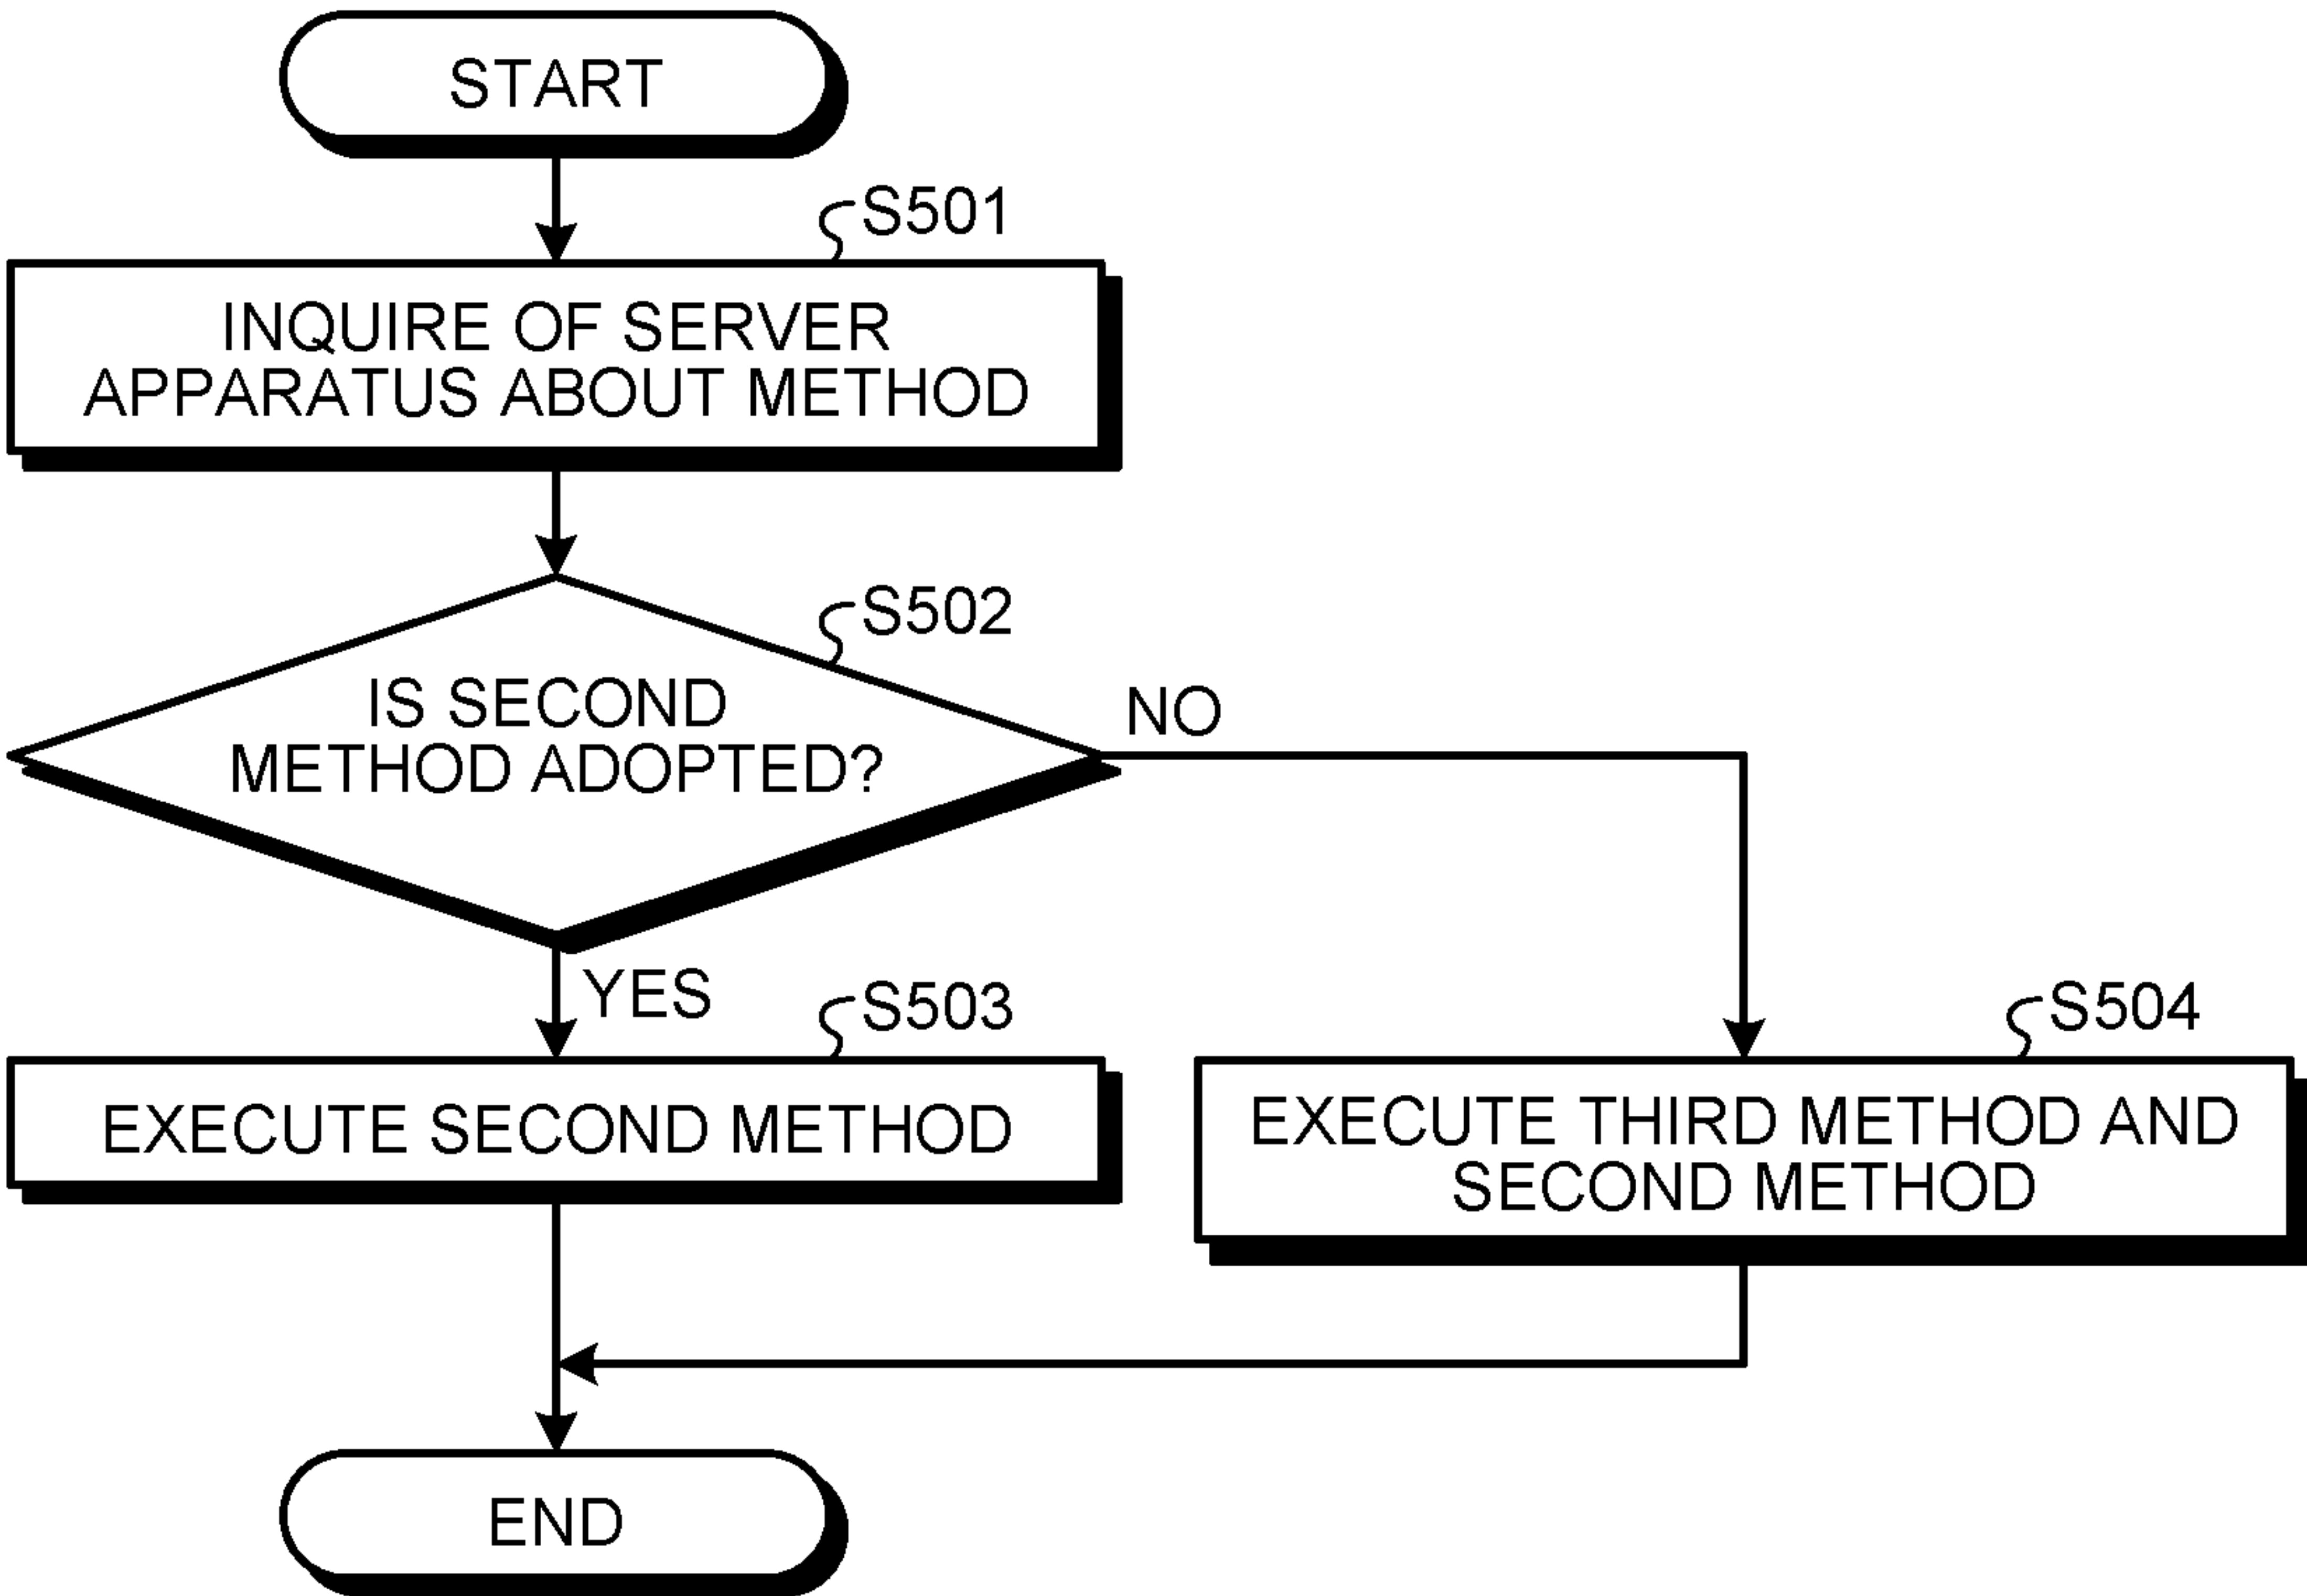 START
S501
INQUIRE OF SERVER
APPARATUS ABOUT METHOD
S502
IS SECOND
METHOD ADOPTED?
NO
YES
S503
EXECUTE SECOND METHOD
S504
EXECUTE THIRD METHOD AND
SECOND METHOD
END